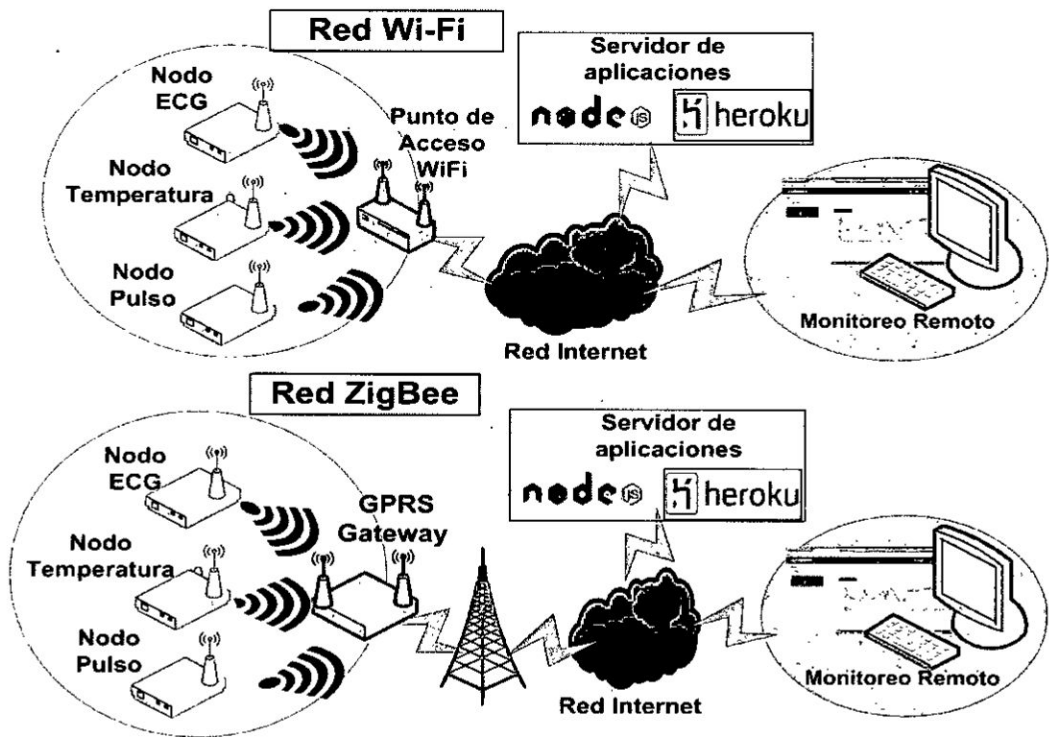 Red Wi-Fi
Servidor de
aplicaciones
node JS heroku
Nodo
ECG
Punto de
Acceso
WiFi
Nodo
Temperatura
Nodo
Pulso
Red Internet
Monitoreo Remoto
Red ZigBee
Servidor de
aplicaciones
node JS heroku
Nodo
ECG
GPRS
Gateway
Nodo
Temperatura
Nodo
Pulso
Red Internet
Monitoreo Remoto